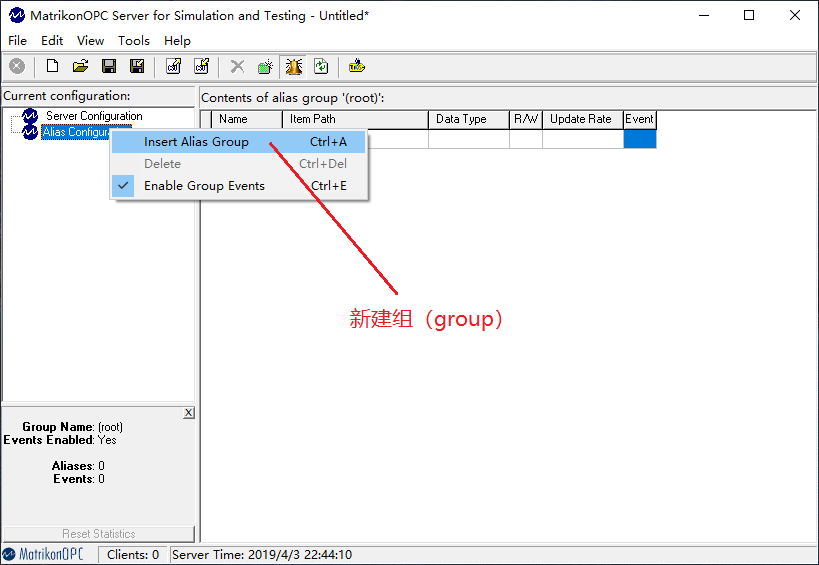 MatrikonOPC Server for Simulation and Testing - Untitled*
File Edit View Tools Help
Current configuration:
Server Configuration
Alias Configura
Insert Alias Group Ctrl+A
Delete Ctrl+Del
Enable Group Events Ctrl+E
Contents of alias group '(root)':
Name Item Path Data Type R/W Update Rate Event
新建组（group）
Group Name: (root)
Events Enabled: Yes
Aliases: 0
Events: 0
Reset Statistics
MatrikonOPC Clients: 0 Server Time: 2019/4/3 22:44:10